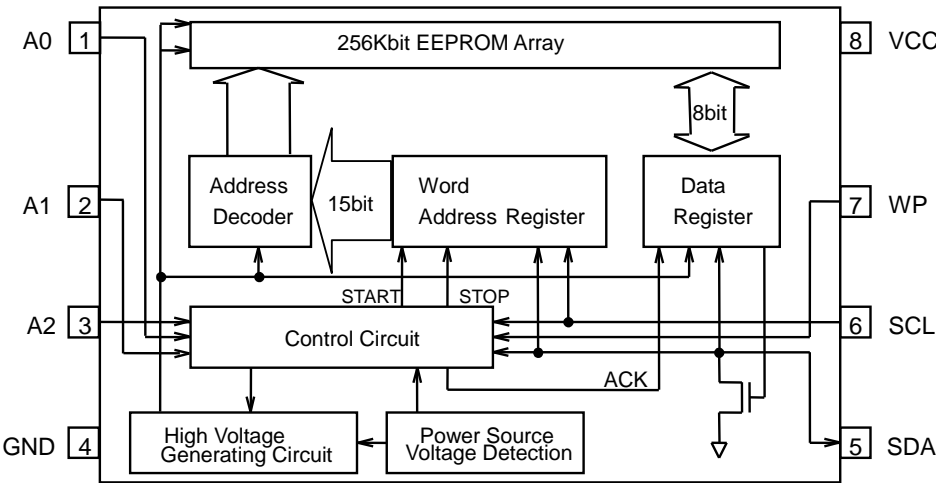 A0 1
256Kbit EEPROM Array
8 VCC
8bit
A1 2
Address
Decoder
15bit
Word
Address Register
Data
Register
7 WP
START
STOP
A2 3
Control Circuit
6 SCL
ACK
GND 4
High Voltage
Generating Circuit
Power Source
Voltage Detection
5 SDA